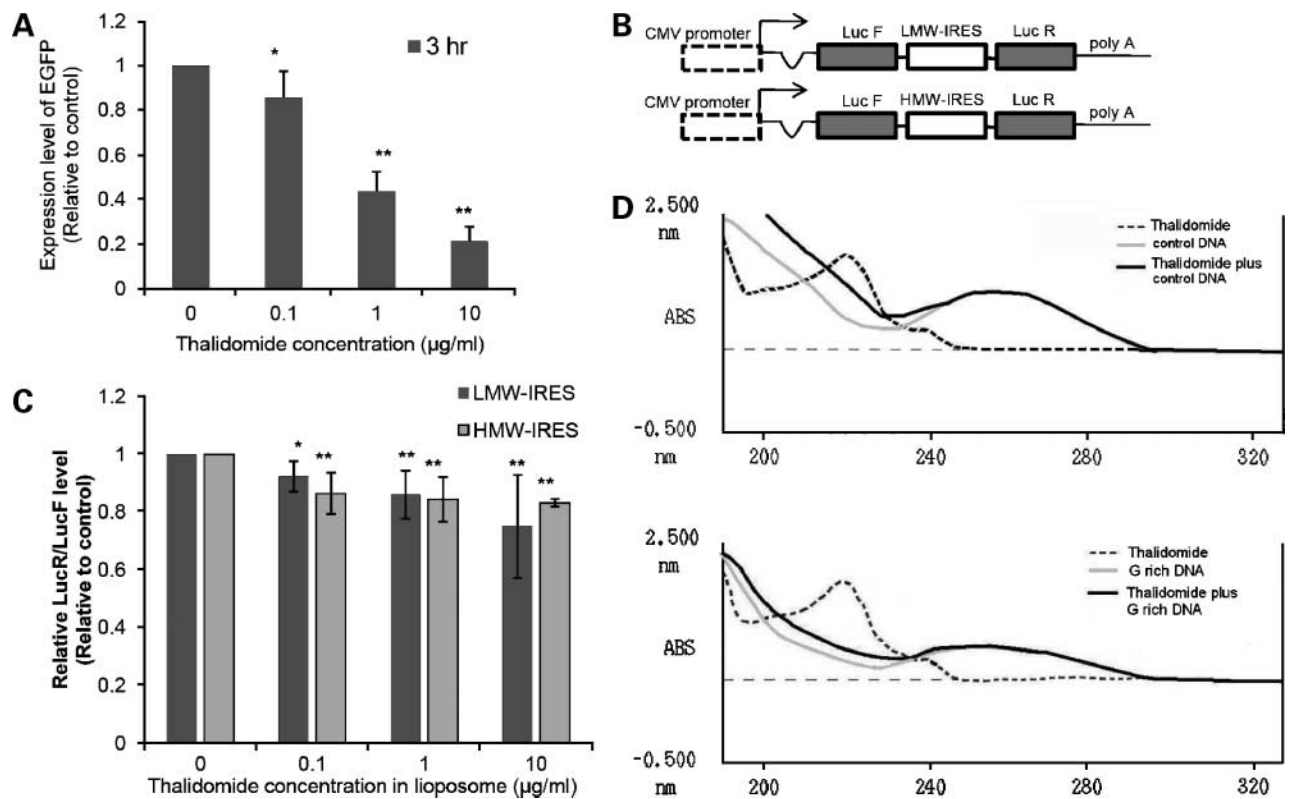 A
1.2
1
0.8
0.6
0.4
0.2
0
Expression level of EGFP
(Relative to control)
3 hr
*
**
**
0 0.1 1 10
Thalidomide concentration (µg/ml)
B
CMV promoter
Luc F LMW-IRES Luc R
poly A
CMV promoter
Luc F HMW-IRES Luc R
poly A
C
1.2
1
0.8
0.6
0.4
0.2
0
Relative LucR/LucF level
(Relative to control)
LMW-IRES
HMW-IRES
* ** ** ** ** **
0 0.1 1 10
Thalidomide concentration in lioposome (µg/ml)
D
2.500
nm
ABS
-0.500
nm
Thalidomide
control DNA
Thalidomide plus
control DNA
200 240 280 320
2.500
nm
ABS
-0.500
nm
Thalidomide
G rich DNA
Thalidomide plus
G rich DNA
200 240 280 320